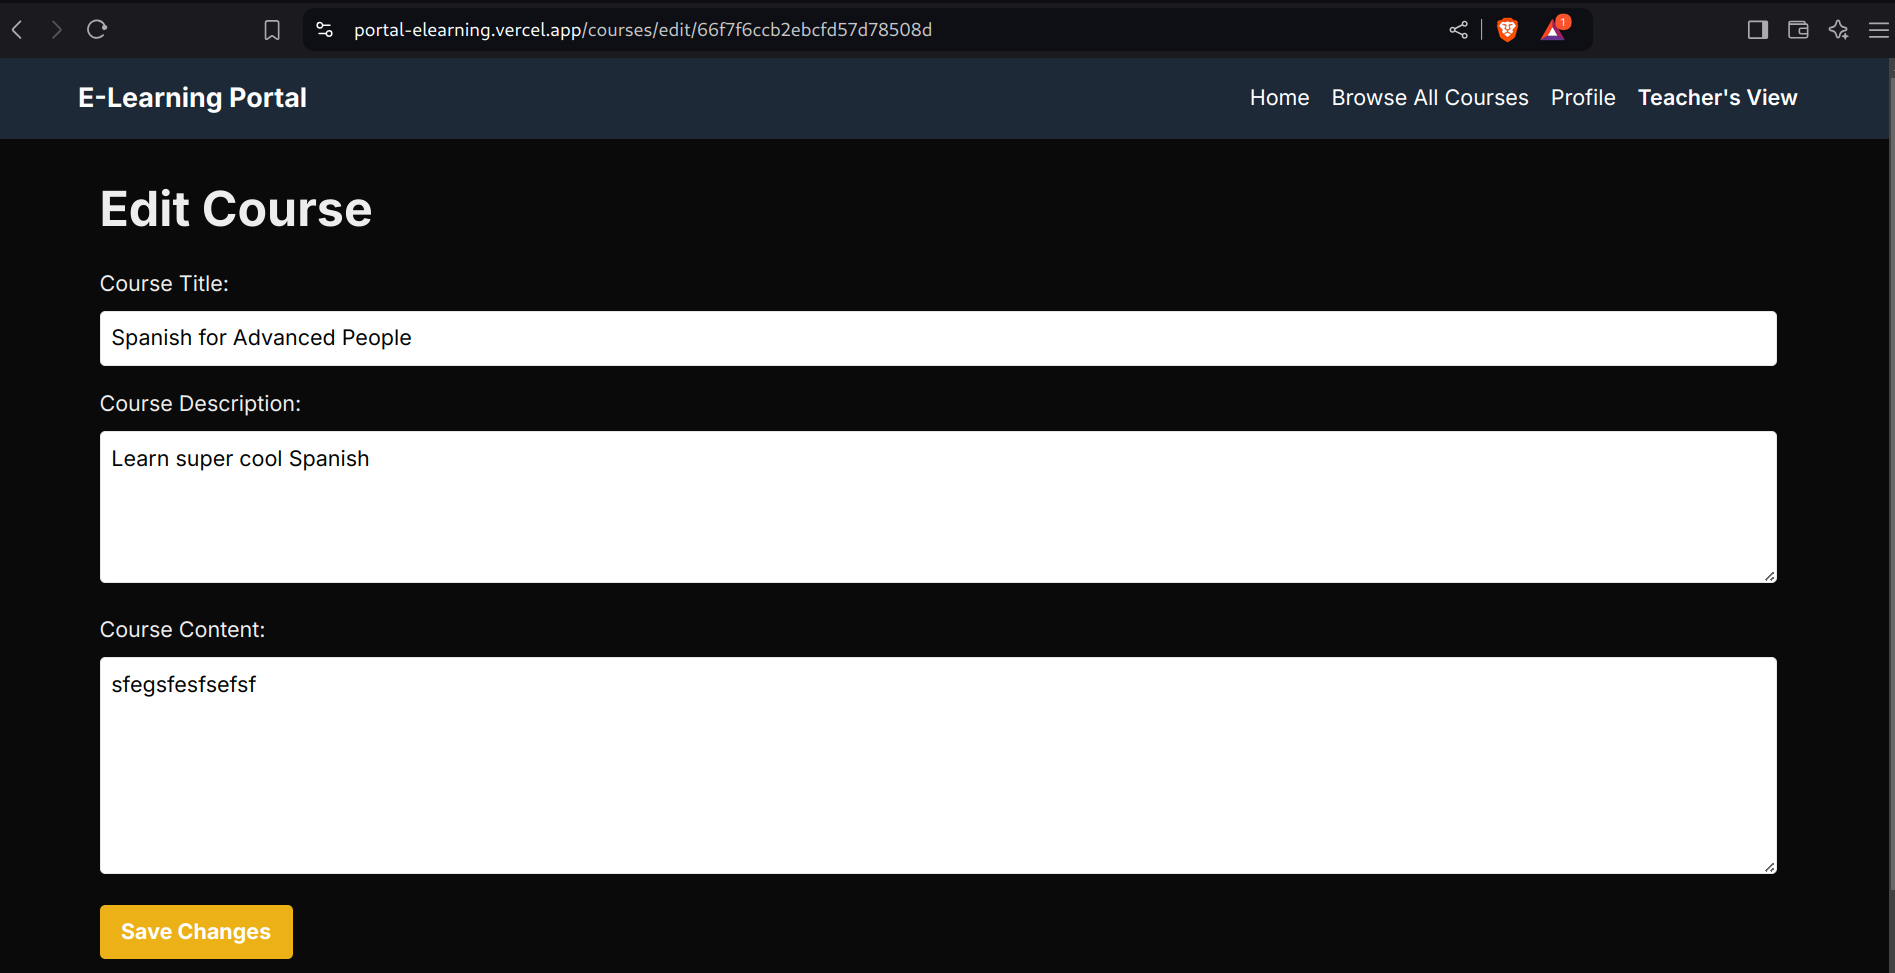 portal-elearning.vercel.app/courses/edit/66f7f6ccb2ebcfd57d78508d
1
E-Learning Portal
Home Browse All Courses Profile Teacher's View
Edit Course
Course Title:
Spanish for Advanced People
Course Description:
Learn super cool Spanish
Course Content:
sfegsfesfsefsf
Save Changes